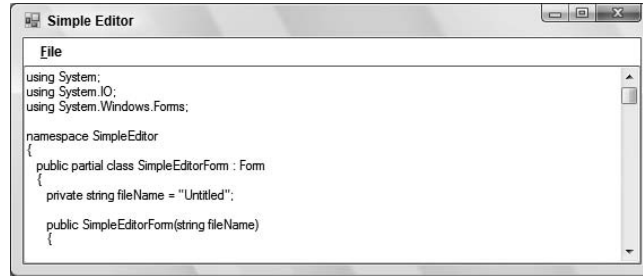 Simple Editor
File
using System;
using System.IO;
using System.Windows.Forms;
namespace SimpleEditor
{
public partial class SimpleEditorForm : Form
{
private string fileName = "Untitled";
public SimpleEditorForm(string fileName)
{